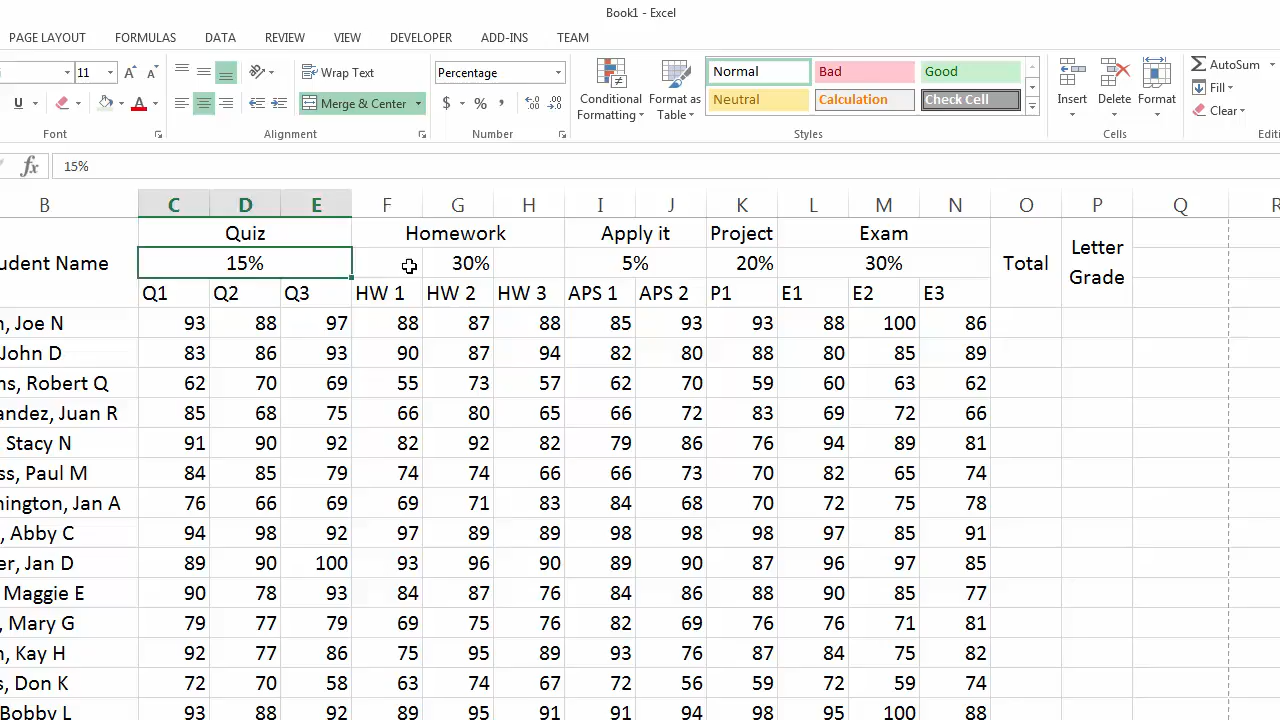 Book1 - Excel
PAGE LAYOUT FORMULAS DATA REVIEW VIEW DEVELOPER ADD-INS TEAM
11 A A Wrap Text Percentage Normal Bad Good AutoSum
U A Merge & Center $ % , Conditional Formatting Format as Table Neutral Calculation Check Cell Insert Delete Format Fill
Clear
Font Alignment Number Styles Cells
fx 15%
B C D E F G H I J K L M N O P Q R
Quiz Homework Apply it Project Exam
Name 15% 30% 5% 20% 30% Total Letter Grade
Q1 Q2 Q3 HW 1 HW 2 HW 3 APS 1 APS 2 P1 E1 E2 E3
, Joe N 93 88 97 88 87 88 85 93 93 88 100 86
John D 83 86 93 90 87 94 82 80 88 80 85 89
, Robert Q 62 70 69 55 73 57 62 70 59 60 63 62
, Juan R 85 68 75 66 80 65 66 72 83 69 72 66
Stacy N 91 90 92 82 92 82 79 86 76 94 89 81
, Paul M 84 85 79 74 74 66 66 73 70 82 65 74
, Jan A 76 66 69 69 71 83 84 68 70 72 75 78
, Abby C 94 98 92 97 89 89 98 98 98 97 85 91
, Jan D 89 90 100 93 96 90 89 90 87 96 97 85
Maggie E 90 78 93 84 87 76 84 86 88 90 85 77
, Mary G 79 77 79 69 75 76 82 69 76 76 71 81
, Kay H 92 77 86 75 95 89 93 76 87 84 75 82
, Don K 72 70 58 63 74 67 72 56 59 72 59 74
Bobby L 93 88 92 89 95 91 91 94 98 95 100 88